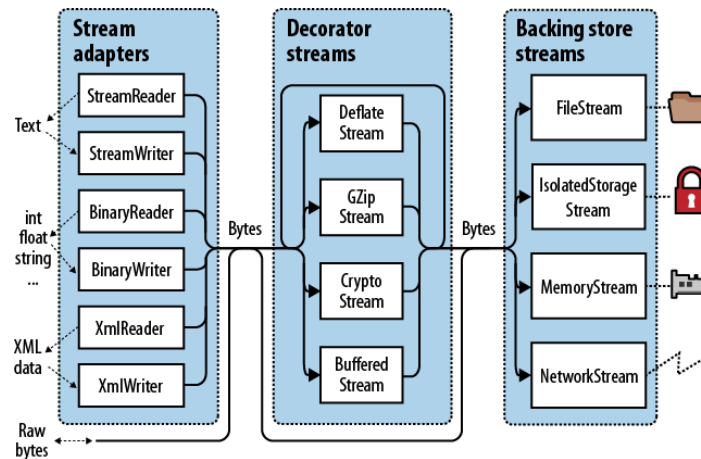 Stream
adapters
Decorator
streams
Backing store
streams
StreamReader
Text
StreamWriter
BinaryReader
int
float
string
...
BinaryWriter
XmlReader
XML
data
XmlWriter
Raw
bytes
Bytes
Deflate
Stream
GZip
Stream
Crypto
Stream
Buffered
Stream
Bytes
FileStream
IsolatedStorage
Stream
MemoryStream
NetworkStream